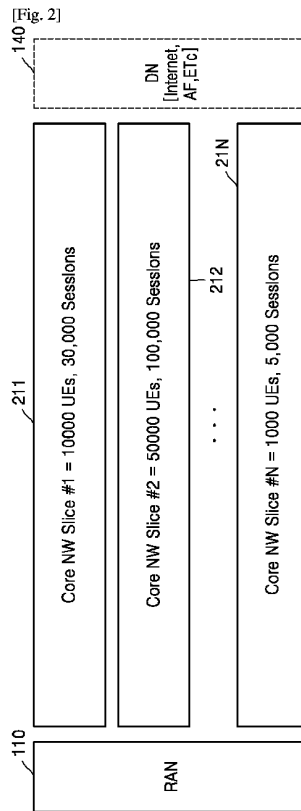 [Fig. 2]
140
DN
[Internet,
AF,ETc]
211
Core NW Slice #1 = 10000 UEs, 30,000 Sessions
Core NW Slice #2 = 50000 UEs, 100,000 Sessions
212
. . .
21N
Core NW Slice #N = 1000 UEs, 5,000 Sessions
110
RAN